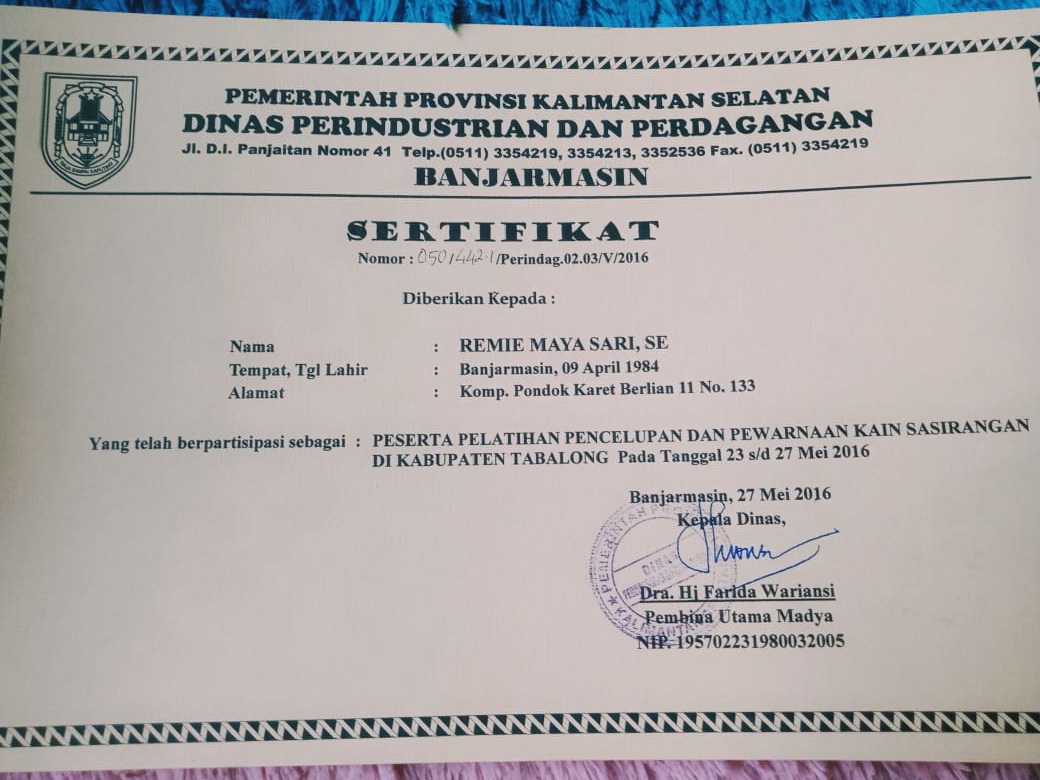 PEMERINTAH PROVINSI KALIMANTAN SELATAN
DINAS PERINDUSTRIAN DAN PERDAGANGAN
Jl. D.I. Panjaitan Nomor 41 Telp.(0511) 3354219, 3354213, 3352536 Fax. (0511) 3354219
BANJARMASIN
SERTIFIKAT
Nomor : 050/442-1/Perindag.02.03/V/2016
Diberikan Kepada :
Nama : REMIE MAYA SARI, SE
Tempat, Tgl Lahir : Banjarmasin, 09 April 1984
Alamat : Komp. Pondok Karet Berlian 11 No. 133
Yang telah berpartisipasi sebagai : PESERTA PELATIHAN PENCELUPAN DAN PEWARNAAN KAIN SASIRANGAN
DI KABUPATEN TABALONG Pada Tanggal 23 s/d 27 Mei 2016
Banjarmasin, 27 Mei 2016
Kepala Dinas,
PEMERINTAH
DINAS
KALIMANTAN
Dra. Hj Farida Wariansi
Pembina Utama Madya
NIP. 195702231980032005